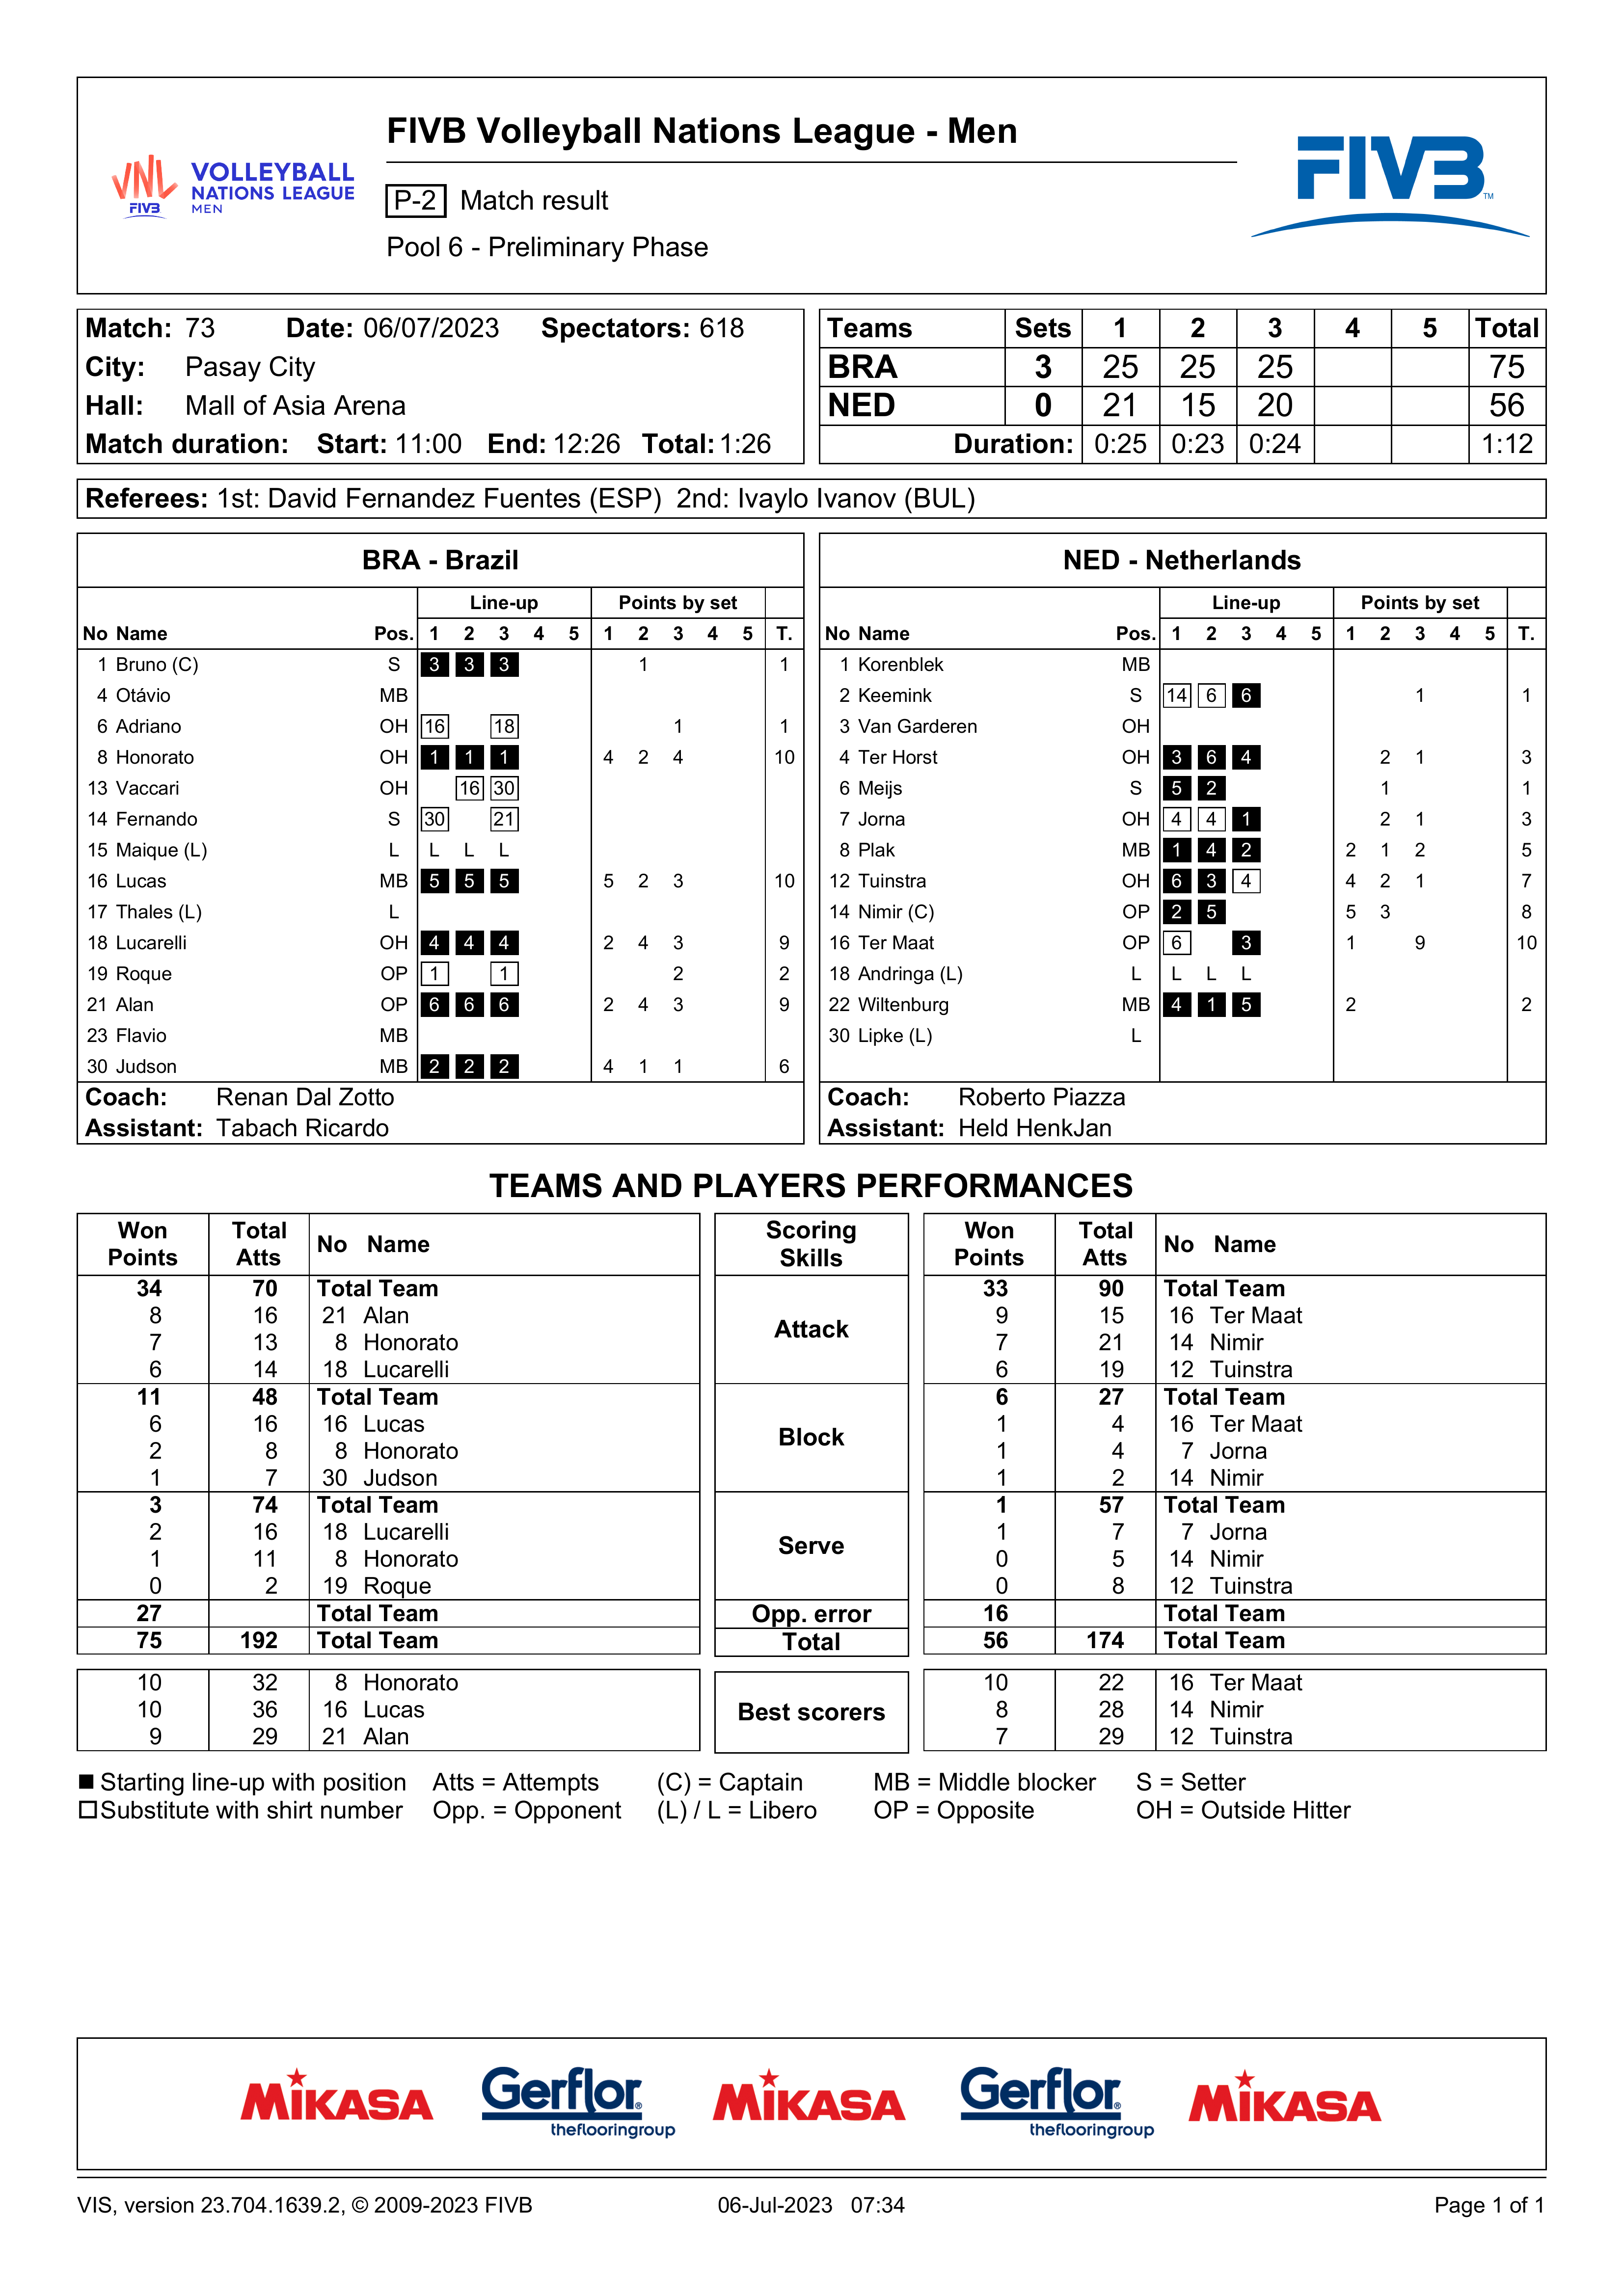 FIVB Volleyball Nations League - Men
VNL FIVB
VOLLEYBALL
NATIONS LEAGUE
MEN
P-2 Match result
Pool 6 - Preliminary Phase
FIVB TM
Match: 73 Date: 06/07/2023 Spectators: 618
City: Pasay City
Hall: Mall of Asia Arena
Match duration: Start: 11:00 End: 12:26 Total: 1:26
Teams Sets 1 2 3 4 5 Total
BRA 3 25 25 25 75
NED 0 21 15 20 56
Duration: 0:25 0:23 0:24 1:12
Referees: 1st: David Fernandez Fuentes (ESP) 2nd: Ivaylo Ivanov (BUL)
BRA - Brazil
Line-up Points by set
No Name Pos. 1 2 3 4 5 1 2 3 4 5 T.
1 Bruno (C) S 3 3 3 1 1
4 Otávio MB
6 Adriano OH 16 18 1 1
8 Honorato OH 1 1 1 4 2 4 10
13 Vaccari OH 16 30
14 Fernando S 30 21
15 Maique (L) L L L L
16 Lucas MB 5 5 5 5 2 3 10
17 Thales (L) L
18 Lucarelli OH 4 4 4 2 4 3 9
19 Roque OP 1 1 2 2
21 Alan OP 6 6 6 2 4 3 9
23 Flavio MB
30 Judson MB 2 2 2 4 1 1 6
Coach: Renan Dal Zotto
Assistant: Tabach Ricardo
NED - Netherlands
Line-up Points by set
No Name Pos. 1 2 3 4 5 1 2 3 4 5 T.
1 Korenblek MB
2 Keemink S 14 6 6 1 1
3 Van Garderen OH
4 Ter Horst OH 3 6 4 2 1 3
6 Meijs S 5 2 1 1
7 Jorna OH 4 4 1 2 1 3
8 Plak MB 1 4 2 2 1 2 5
12 Tuinstra OH 6 3 4 4 2 1 7
14 Nimir (C) OP 2 5 5 3 8
16 Ter Maat OP 6 3 1 9 10
18 Andringa (L) L L L L
22 Wiltenburg MB 4 1 5 2 2
30 Lipke (L) L
Coach: Roberto Piazza
Assistant: Held HenkJan
TEAMS AND PLAYERS PERFORMANCES
Won Points Total Atts No Name Scoring Skills Won Points Total Atts No Name
34 70 Total Team Attack 33 90 Total Team
8 16 21 Alan 9 15 16 Ter Maat
7 13 8 Honorato 7 21 14 Nimir
6 14 18 Lucarelli 6 19 12 Tuinstra
11 48 Total Team Block 6 27 Total Team
6 16 16 Lucas 1 4 16 Ter Maat
2 8 8 Honorato 1 4 7 Jorna
1 7 30 Judson 1 2 14 Nimir
3 74 Total Team Serve 1 57 Total Team
2 16 18 Lucarelli 1 7 7 Jorna
1 11 8 Honorato 0 5 14 Nimir
0 2 19 Roque 0 8 12 Tuinstra
27 Total Team Opp. error 16 Total Team
75 192 Total Team Total 56 174 Total Team
10 32 8 Honorato Best scorers 10 22 16 Ter Maat
10 36 16 Lucas 8 28 14 Nimir
9 29 21 Alan 7 29 12 Tuinstra
Starting line-up with position Atts = Attempts (C) = Captain MB = Middle blocker S = Setter
Substitute with shirt number Opp. = Opponent (L) / L = Libero OP = Opposite OH = Outside Hitter
MIKASA Gerflor® theflooringgroup MIKASA Gerflor® theflooringgroup MIKASA
VIS, version 23.704.1639.2, © 2009-2023 FIVB 06-Jul-2023 07:34 Page 1 of 1